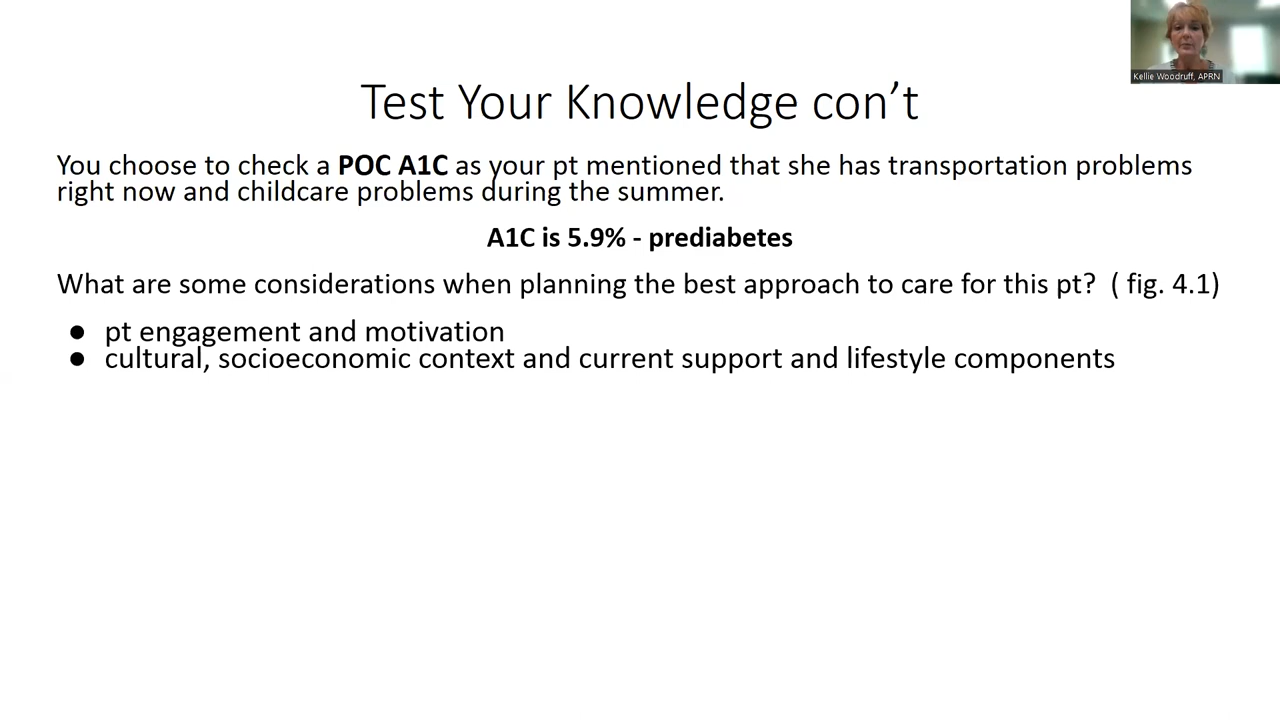 Kellie Woodruff, APRN
Test Your Knowledge con’t
You choose to check a POC A1C as your pt mentioned that she has transportation problems
right now and childcare problems during the summer.
A1C is 5.9% - prediabetes
What are some considerations when planning the best approach to care for this pt? ( fig. 4.1)
● pt engagement and motivation
● cultural, socioeconomic context and current support and lifestyle components